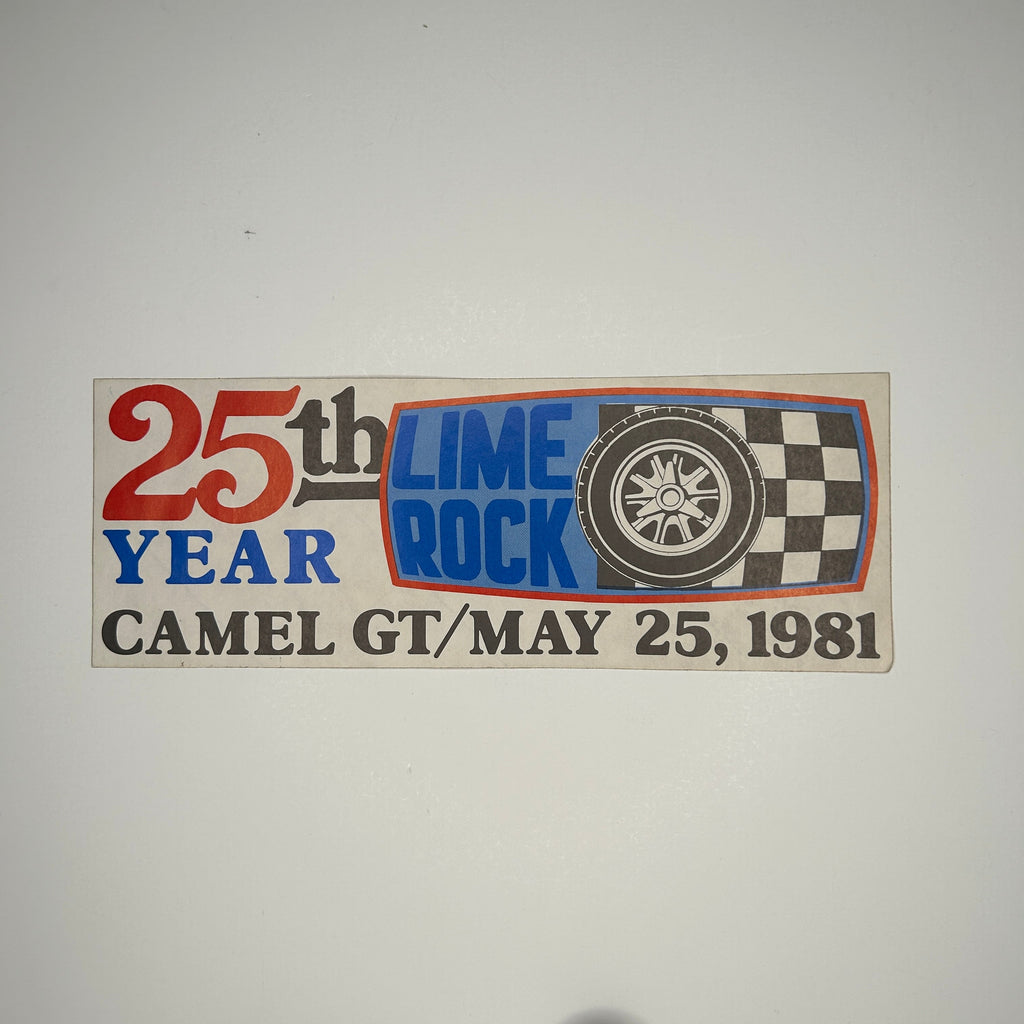 25th
YEAR
LIME
ROCK
CAMEL GT/MAY 25, 1981